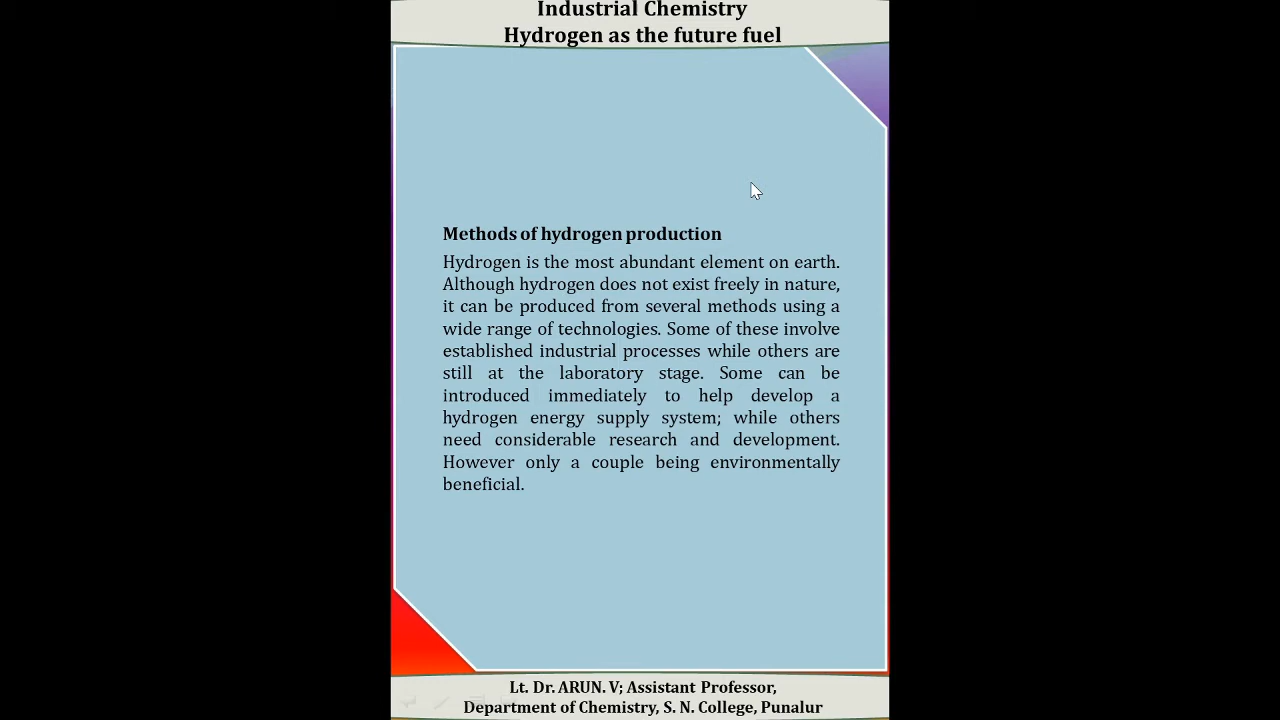 Industrial Chemistry
Hydrogen as the future fuel
Methods of hydrogen production
Hydrogen is the most abundant element on earth.
Although hydrogen does not exist freely in nature,
it can be produced from several methods using a
wide range of technologies. Some of these involve
established industrial processes while others are
still at the laboratory stage. Some can be
introduced immediately to help develop a
hydrogen energy supply system; while others
need considerable research and development.
However only a couple being environmentally
beneficial.
Lt. Dr. ARUN. V; Assistant Professor,
Department of Chemistry, S. N. College, Punalur